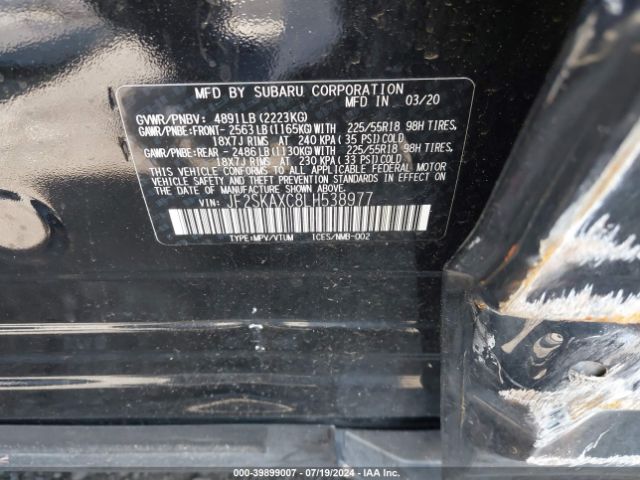 MFD BY SUBARU CORPORATION
MFD IN 03/20
GVWR/PNBV: 4891LB (2223KG)
GAWR/PNBE: FRONT- 2563LB (1165KG) WITH 225/55R18 98H TIRES,
18X7J RIMS AT 240 KPA (35 PSI) COLD
GAWR/PNBE: REAR - 2486LB (1130KG) WITH 225/55R18 98H TIRES,
18X7J RIMS AT 230 KPA (33 PSI) COLD
THIS VEHICLE CONFORMS TO ALL APPLICABLE FEDERAL MOTOR
VEHICLE SAFETY AND THEFT PREVENTION STANDARDS IN
EFFECT ON THE DATE OF MANUFACTURE SHOWN ABOVE.
VIN: JF2SKAXC8LH538977
TYPE: MPV/VTUM ICES/NMB-002
000-39899007 - 07/19/2024 - IAA Inc.